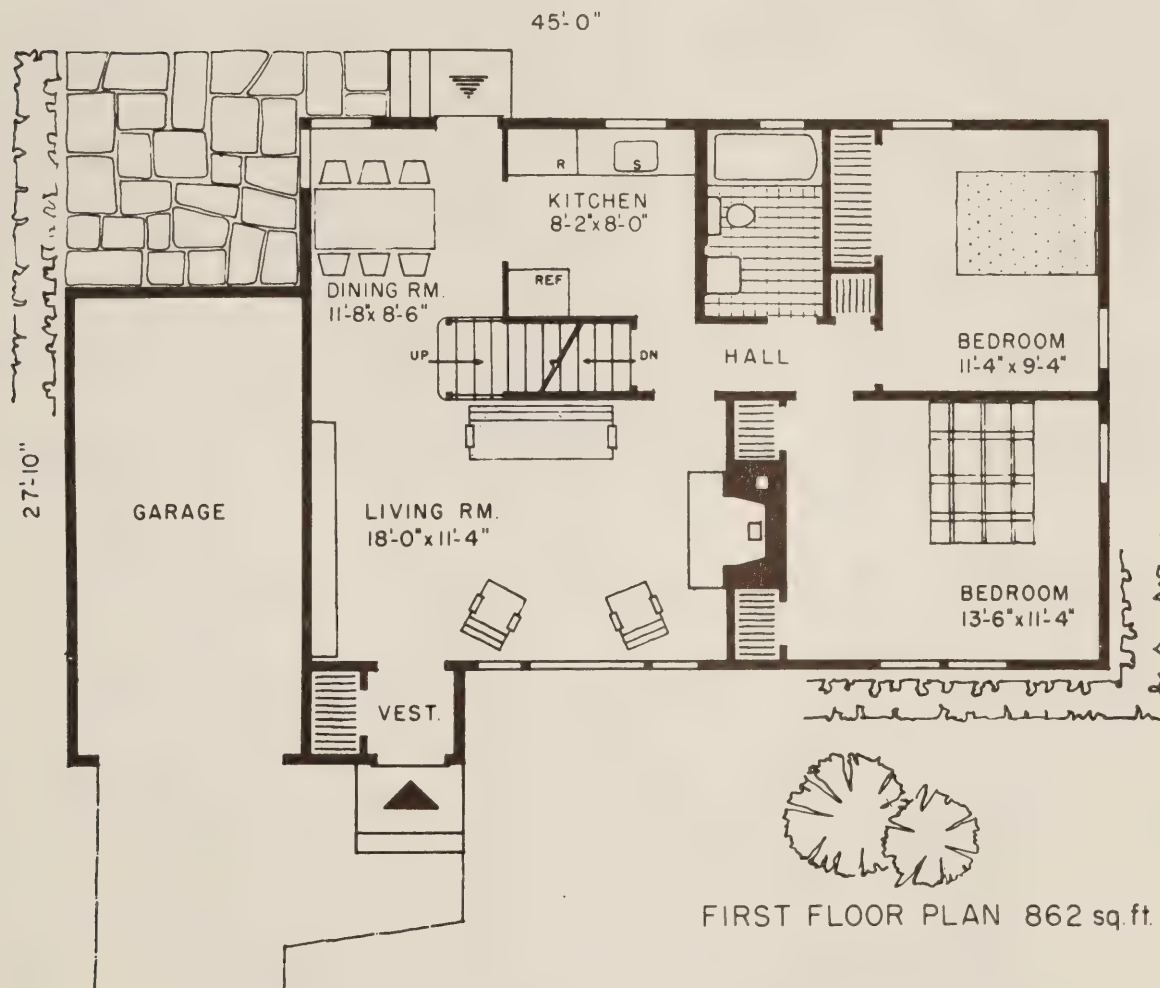 45'-0"
R
S
KITCHEN
8'-2"x8'-0"
REF
DINING RM.
11'-8"x 8'-6"
UP
DN
HALL
BEDROOM
11'-4" x 9'-4"
27'-10"
GARAGE
LIVING RM.
18'-0"x11'-4"
BEDROOM
13'-6"x11'-4"
VEST.
FIRST FLOOR PLAN 862 sq. ft.